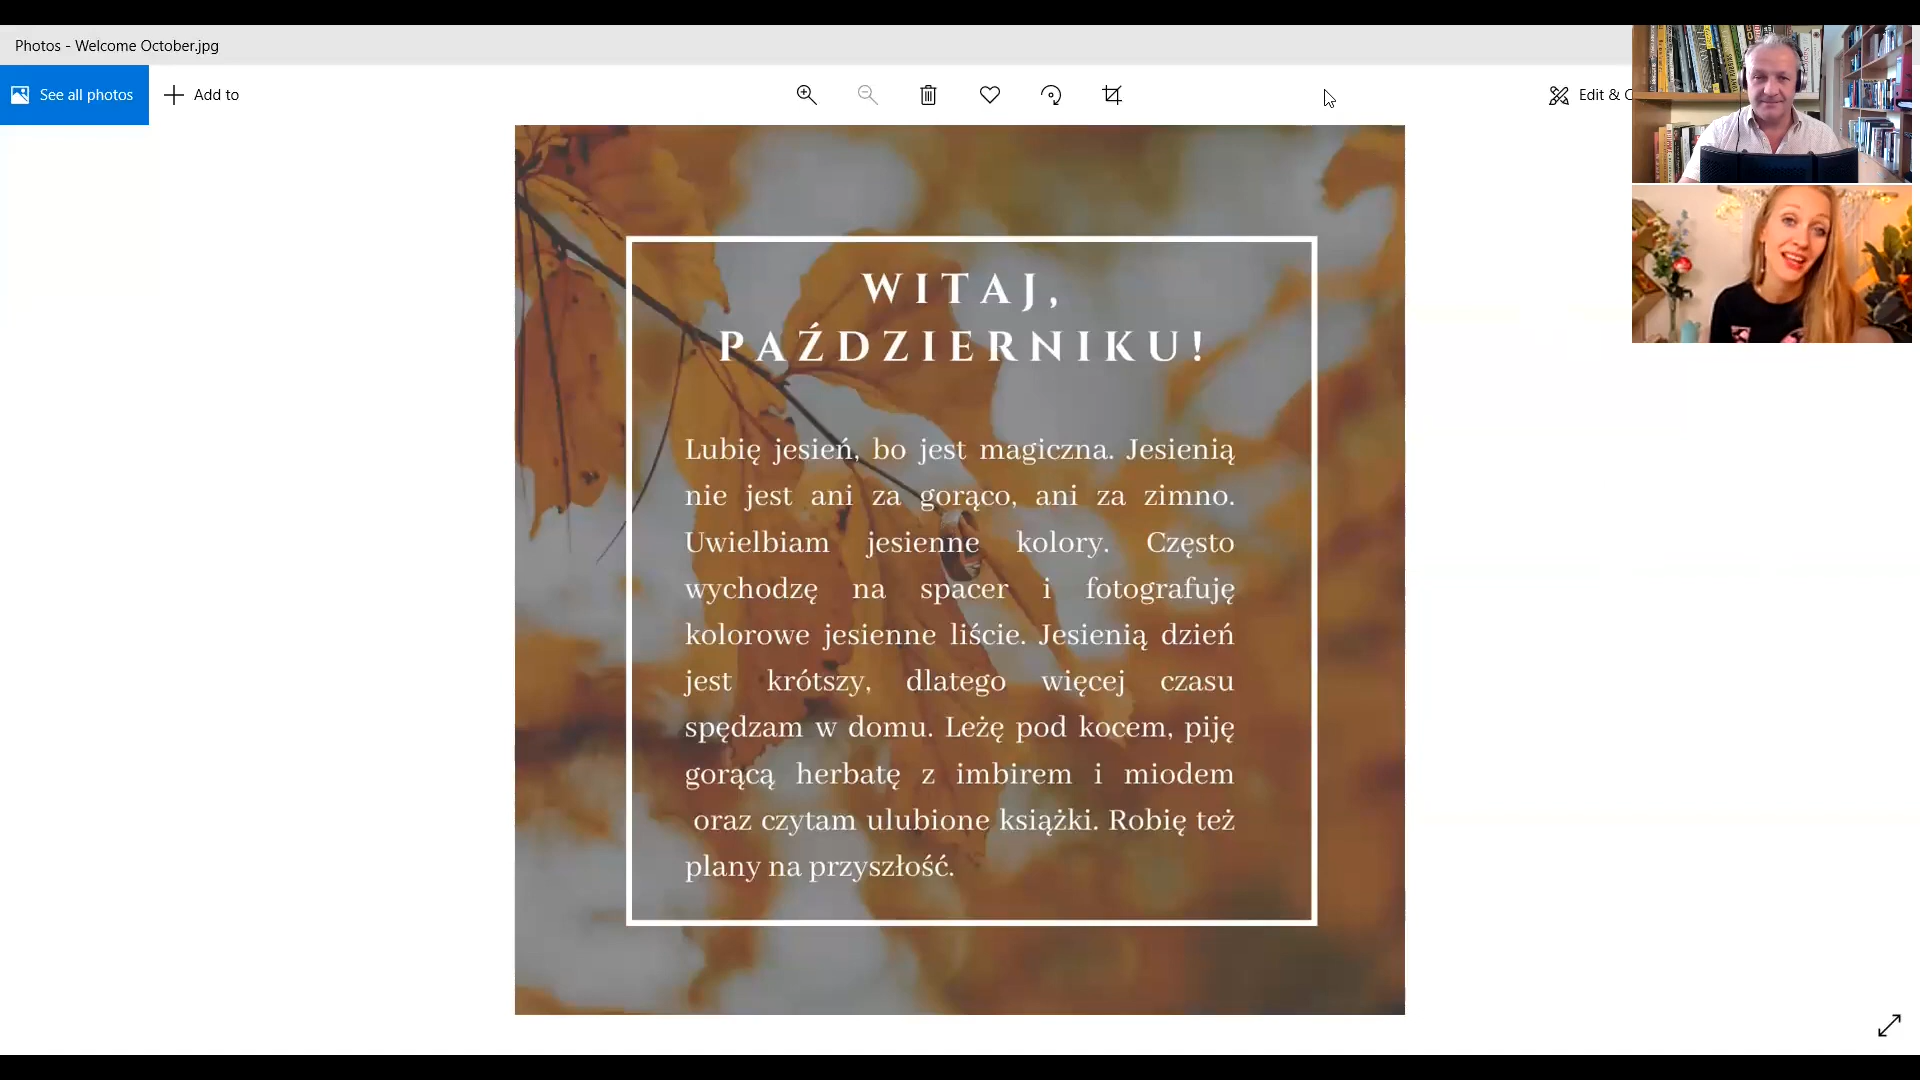 Photos - Welcome October.jpg
See all photos
Add to
Edit & C
WITAJ,
PAŹDZIERNIKU!
Lubię jesień, bo jest magiczna. Jesienią
nie jest ani za gorąco, ani za zimno.
Uwielbiam jesienne kolory. Często
wychodzę na spacer i fotografuję
kolorowe jesienne liście. Jesienią dzień
jest krótszy, dlatego więcej czasu
spędzam w domu. Leżę pod kocem, piję
gorącą herbatę z imbirem i miodem
oraz czytam ulubione książki. Robię też
plany na przyszłość.